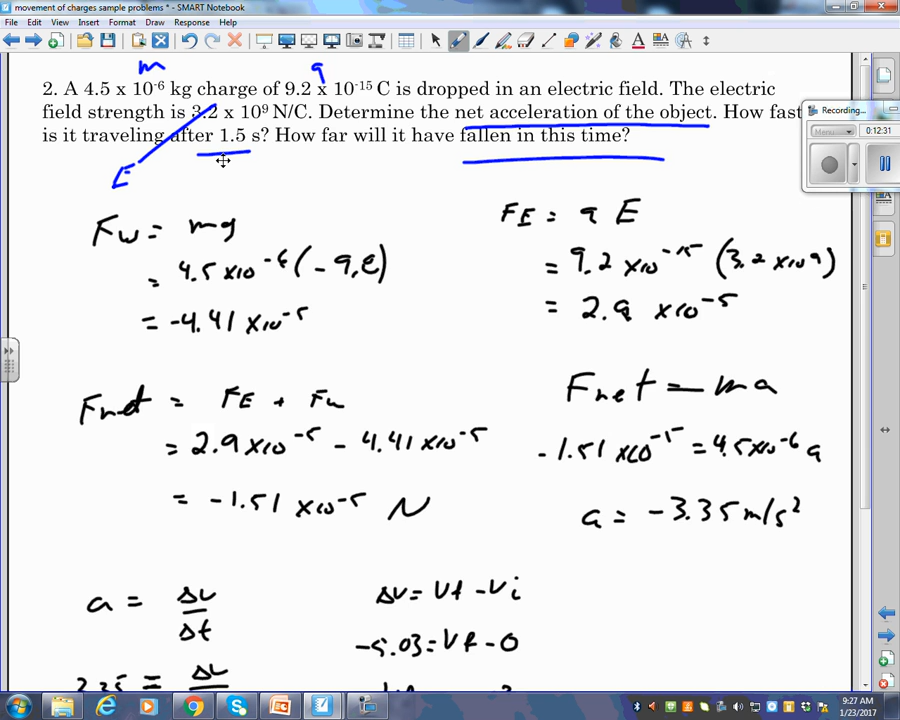 movement of charges sample problems * - SMART Notebook
File Edit View Insert Format Tools Add-ons Draw Response Help
Recording...
Menu
0:12:31
m
q
2. A 4.5 x 10-6 kg charge of 9.2 x 10-15 C is dropped in an electric field. The electric
field strength is 3.2 x 109 N/C. Determine the net acceleration of the object. How fast
is it traveling after 1.5 s? How far will it have fallen in this time?
E
Fw = mg
= 4.5 x10-6 (-9.8)
= -4.41 x10-5
FE = q E
= 9.2 x10-15 (3.2 x10 9)
= 2.9 x10-5
Fnet = FE + Fw
= 2.9 x10-5 - 4.41 x10-5
= -1.51 x10-5 N
Fnet = ma
-1.51 x10-5 = 4.5x10-6 a
a = -3.35 m/s2
a = Δv
Δt
Δv = Vf - Vi
-5.03 = Vf - 0
= Δv
9:27 AM
1/23/2017